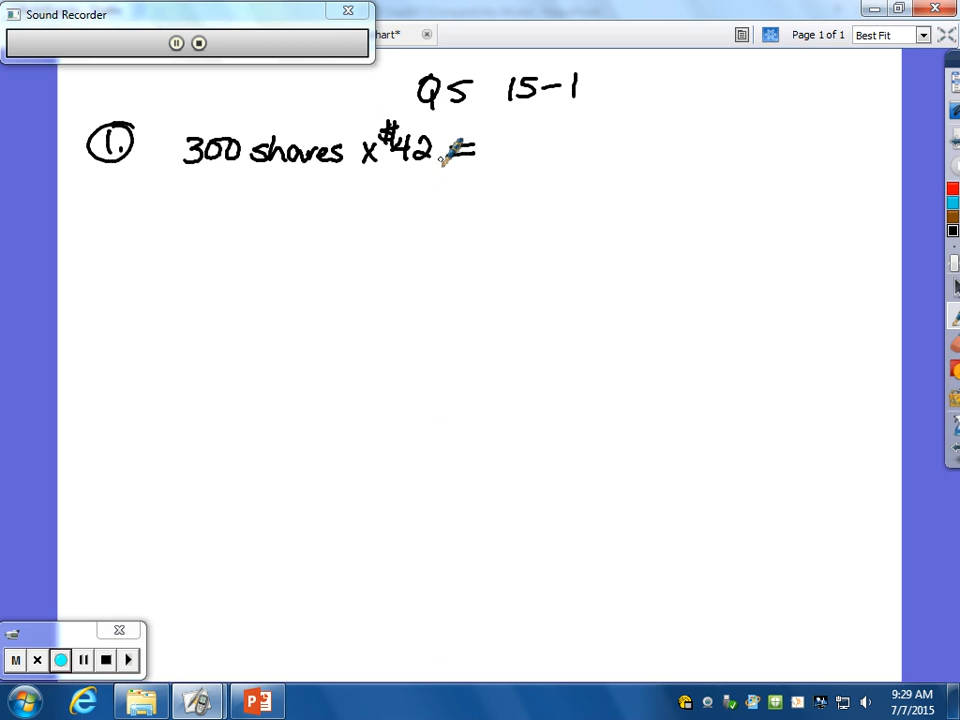 Sound Recorder
hart*
Page 1 of 1
Best Fit
QS 15-1
1. 300 shares x $42 =
M
9:29 AM
7/7/2015